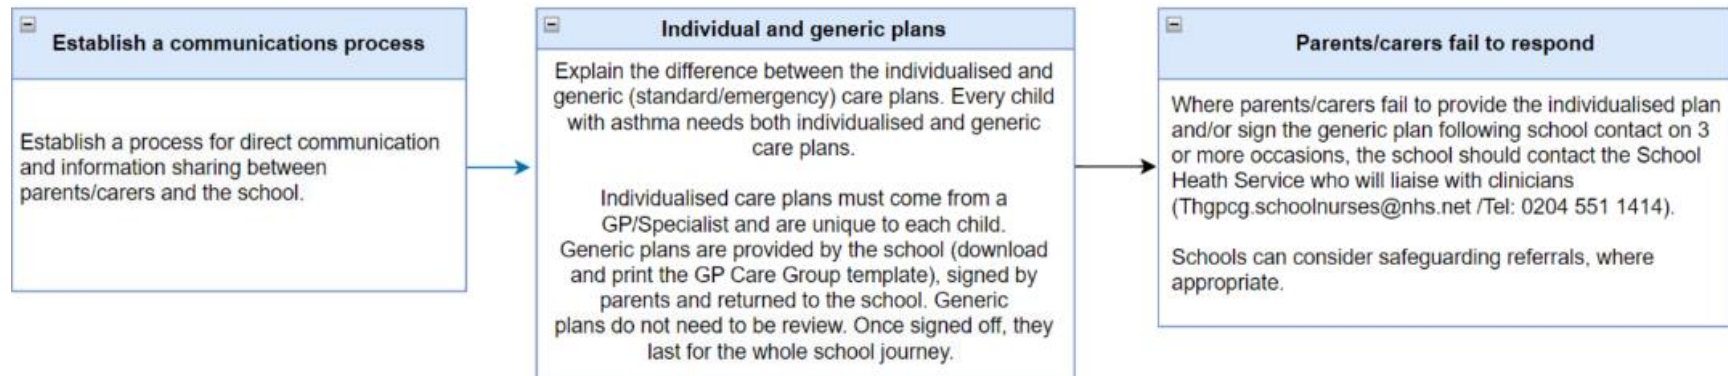 Establish a communications process
Establish a process for direct communication
and information sharing between
parents/carers and the school.
Individual and generic plans
Explain the difference between the individualised and
generic (standard/emergency) care plans. Every child
with asthma needs both individualised and generic
care plans.
Individualised care plans must come from a
GP/Specialist and are unique to each child.
Generic plans are provided by the school (download
and print the GP Care Group template), signed by
parents and returned to the school. Generic
plans do not need to be review. Once signed off, they
last for the whole school journey.
Parents/carers fail to respond
Where parents/carers fail to provide the individualised plan
and/or sign the generic plan following school contact on 3
or more occasions, the school should contact the School
Heath Service who will liaise with clinicians
(Thgpcg.schoolnurses@nhs.net /Tel: 0204 551 1414).
Schools can consider safeguarding referrals, where
appropriate.